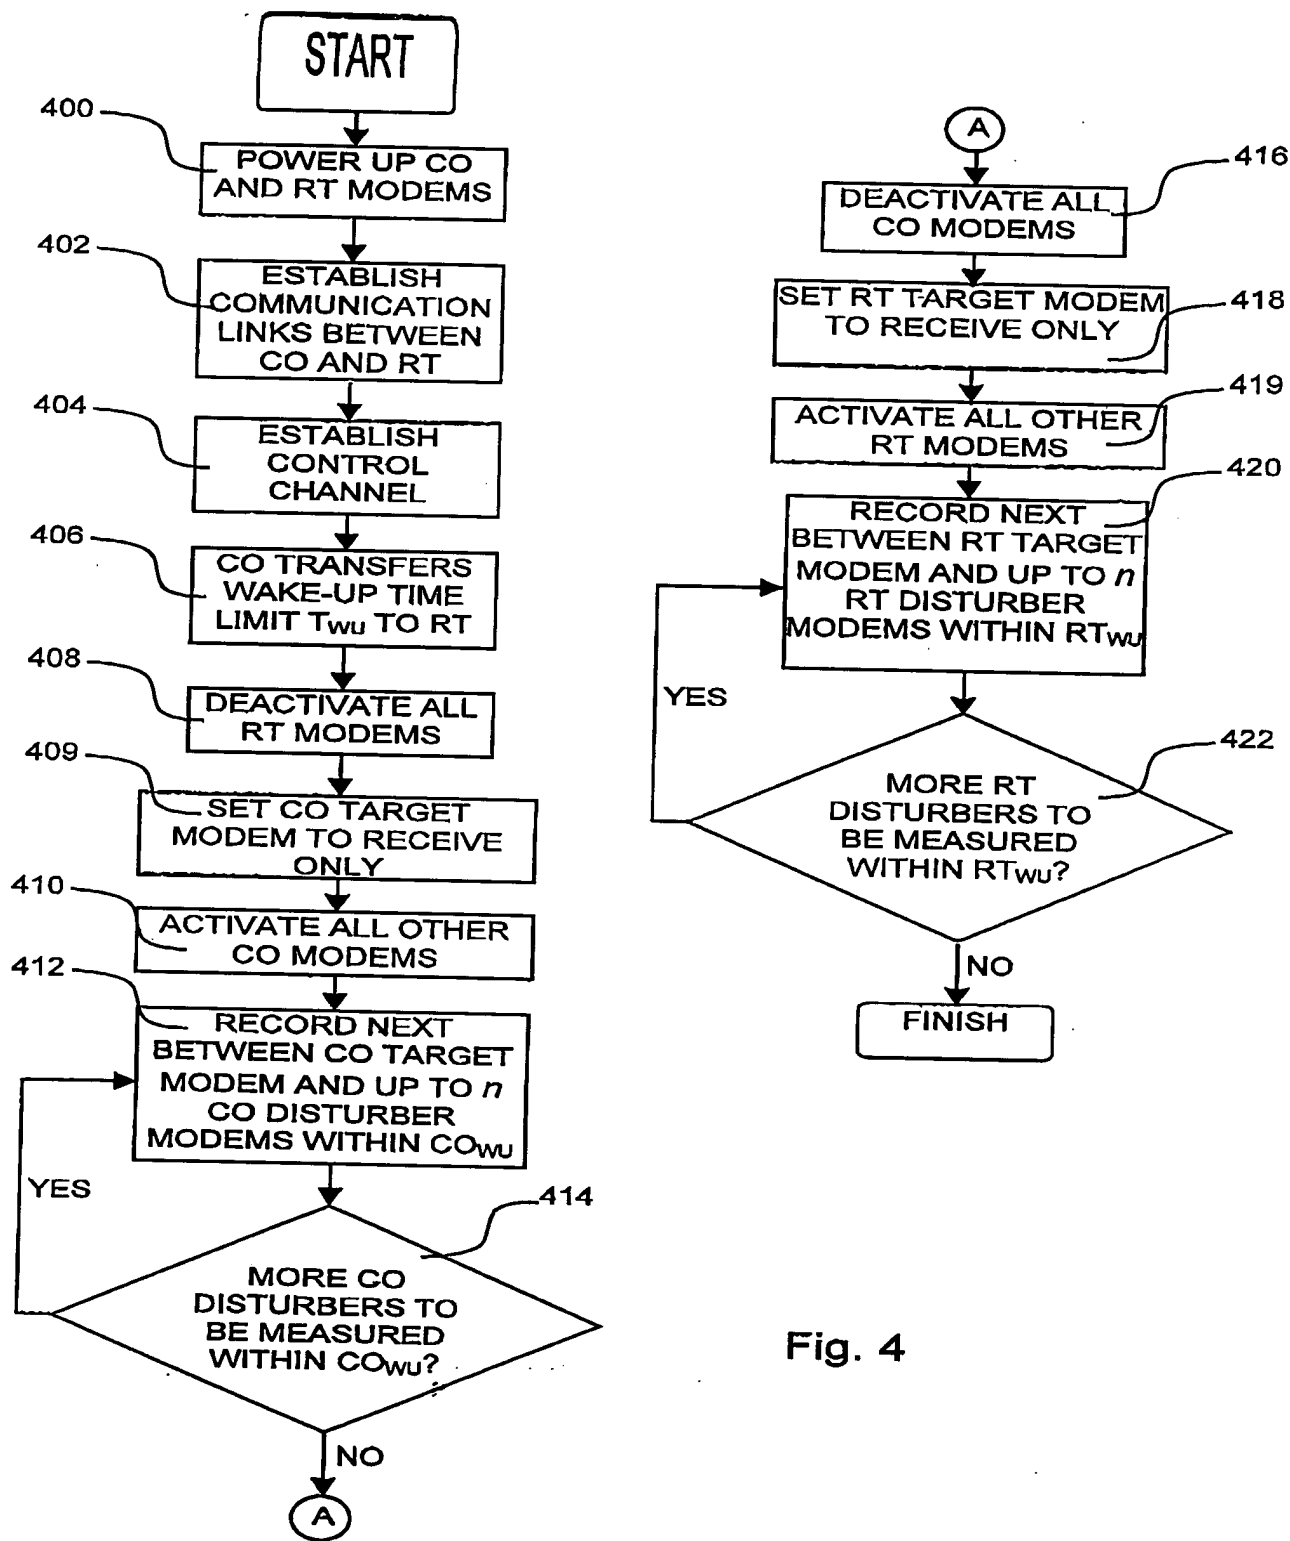 START
400
POWER UP CO
AND RT MODEMS
402
ESTABLISH
COMMUNICATION
LINKS BETWEEN
CO AND RT
404
ESTABLISH
CONTROL
CHANNEL
406
CO TRANSFERS
WAKE-UP TIME
LIMIT TWU TO RT
408
DEACTIVATE ALL
RT MODEMS
409
SET CO TARGET
MODEM TO RECEIVE
ONLY
410
ACTIVATE ALL OTHER
CO MODEMS
412
RECORD NEXT
BETWEEN CO TARGET
MODEM AND UP TO n
CO DISTURBER
MODEMS WITHIN COWU
YES
414
MORE CO
DISTURBERS TO
BE MEASURED
WITHIN COWU?
NO
A
A
416
DEACTIVATE ALL
CO MODEMS
SET RT TARGET MODEM
TO RECEIVE ONLY
418
419
ACTIVATE ALL OTHER
RT MODEMS
420
RECORD NEXT
BETWEEN RT TARGET
MODEM AND UP TO n
RT DISTURBER
MODEMS WITHIN RTWU
YES
422
MORE RT
DISTURBERS TO
BE MEASURED
WITHIN RTWU?
NO
FINISH
Fig. 4